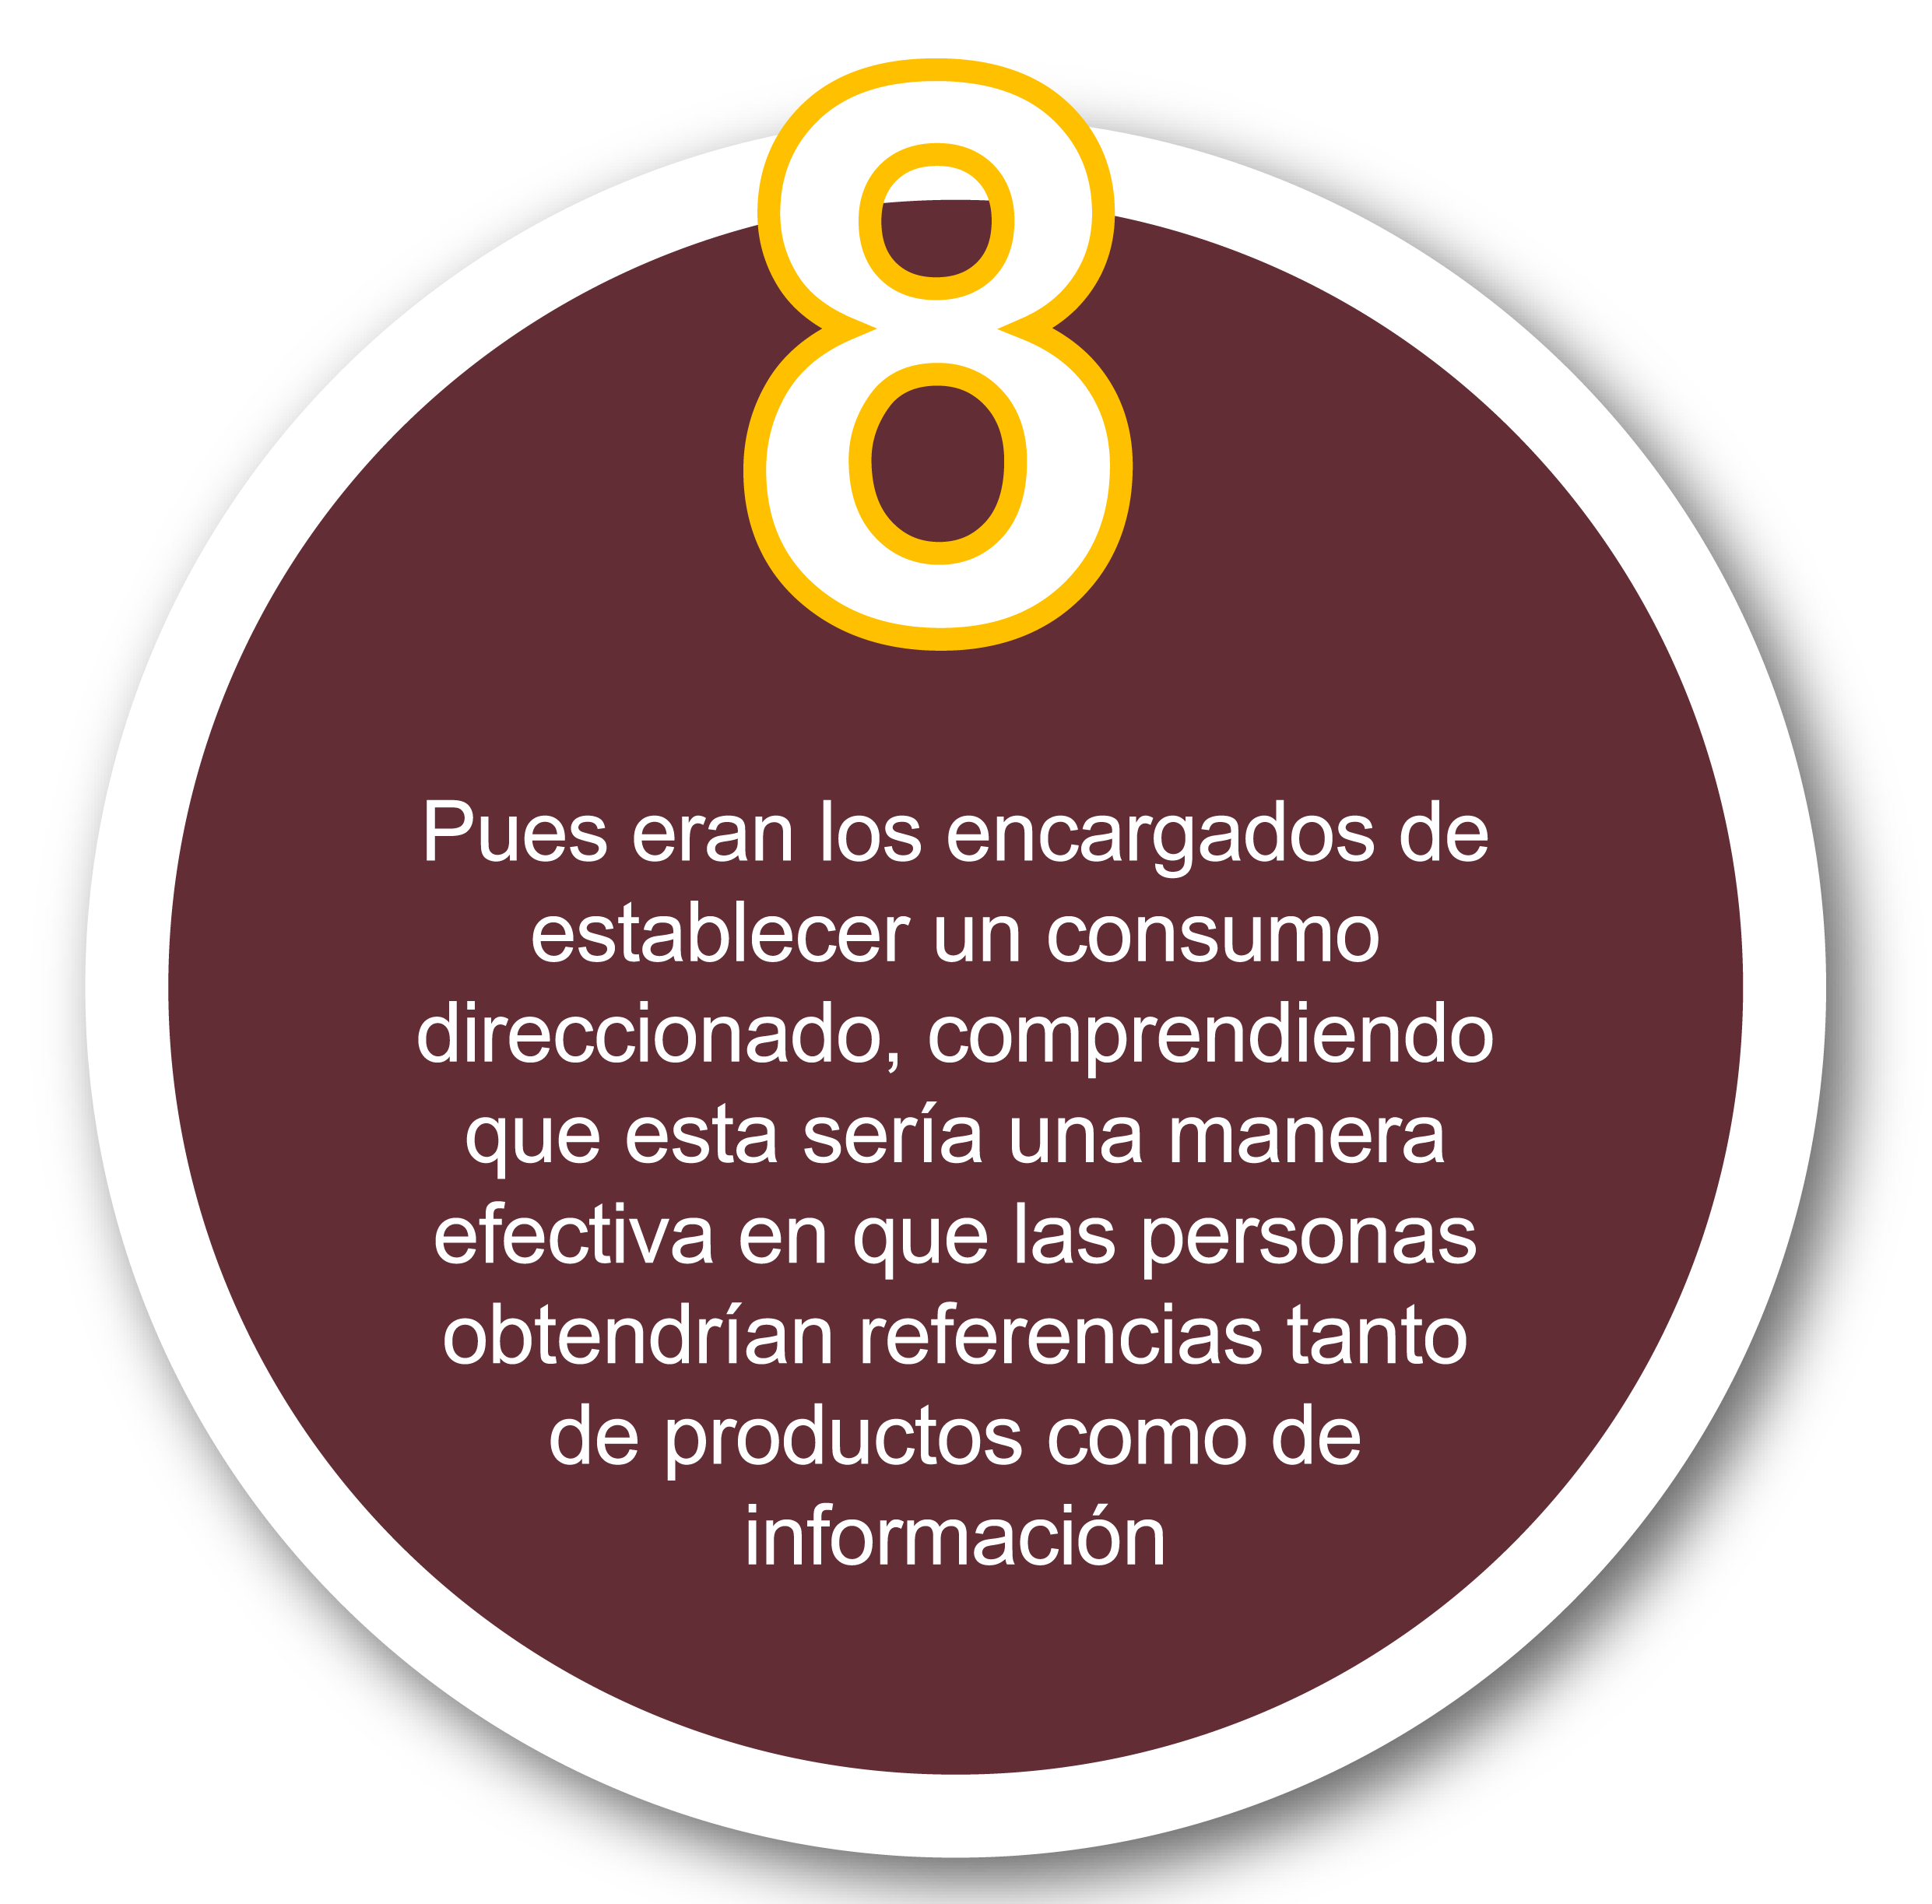 8
Pues eran los encargados de
establecer un consumo
direccionado, comprendiendo
que esta sería una manera
efectiva en que las personas
obtendrían referencias tanto
de productos como de
información